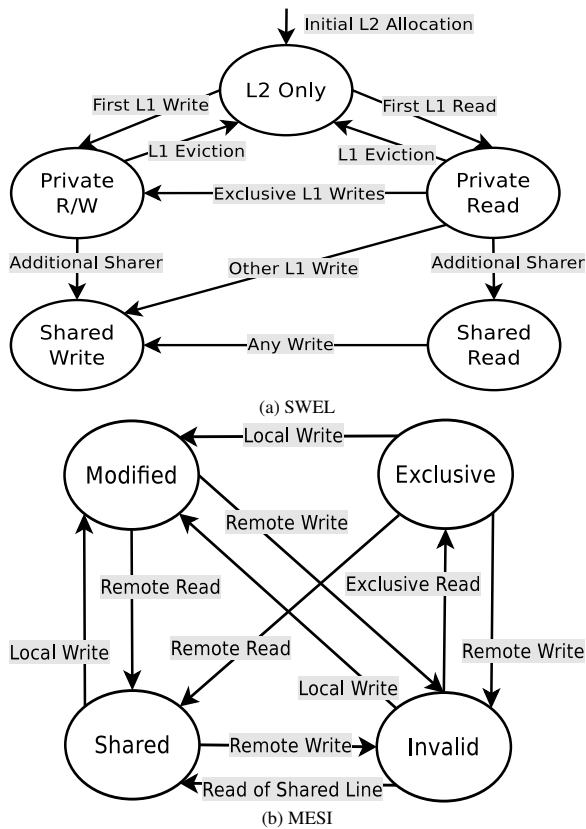 Initial L2 Allocation
L2 Only
First L1 Write
First L1 Read
L1 Eviction
L1 Eviction
Private
R/W
Exclusive L1 Writes
Private
Read
Additional Sharer
Other L1 Write
Additional Sharer
Shared
Write
Any Write
Shared
Read
(a) SWEL
Local Write
Modified
Exclusive
Remote Write
Remote Read
Exclusive Read
Local Write
Remote Read
Remote Write
Local Write
Shared
Remote Write
Invalid
Read of Shared Line
(b) MESI